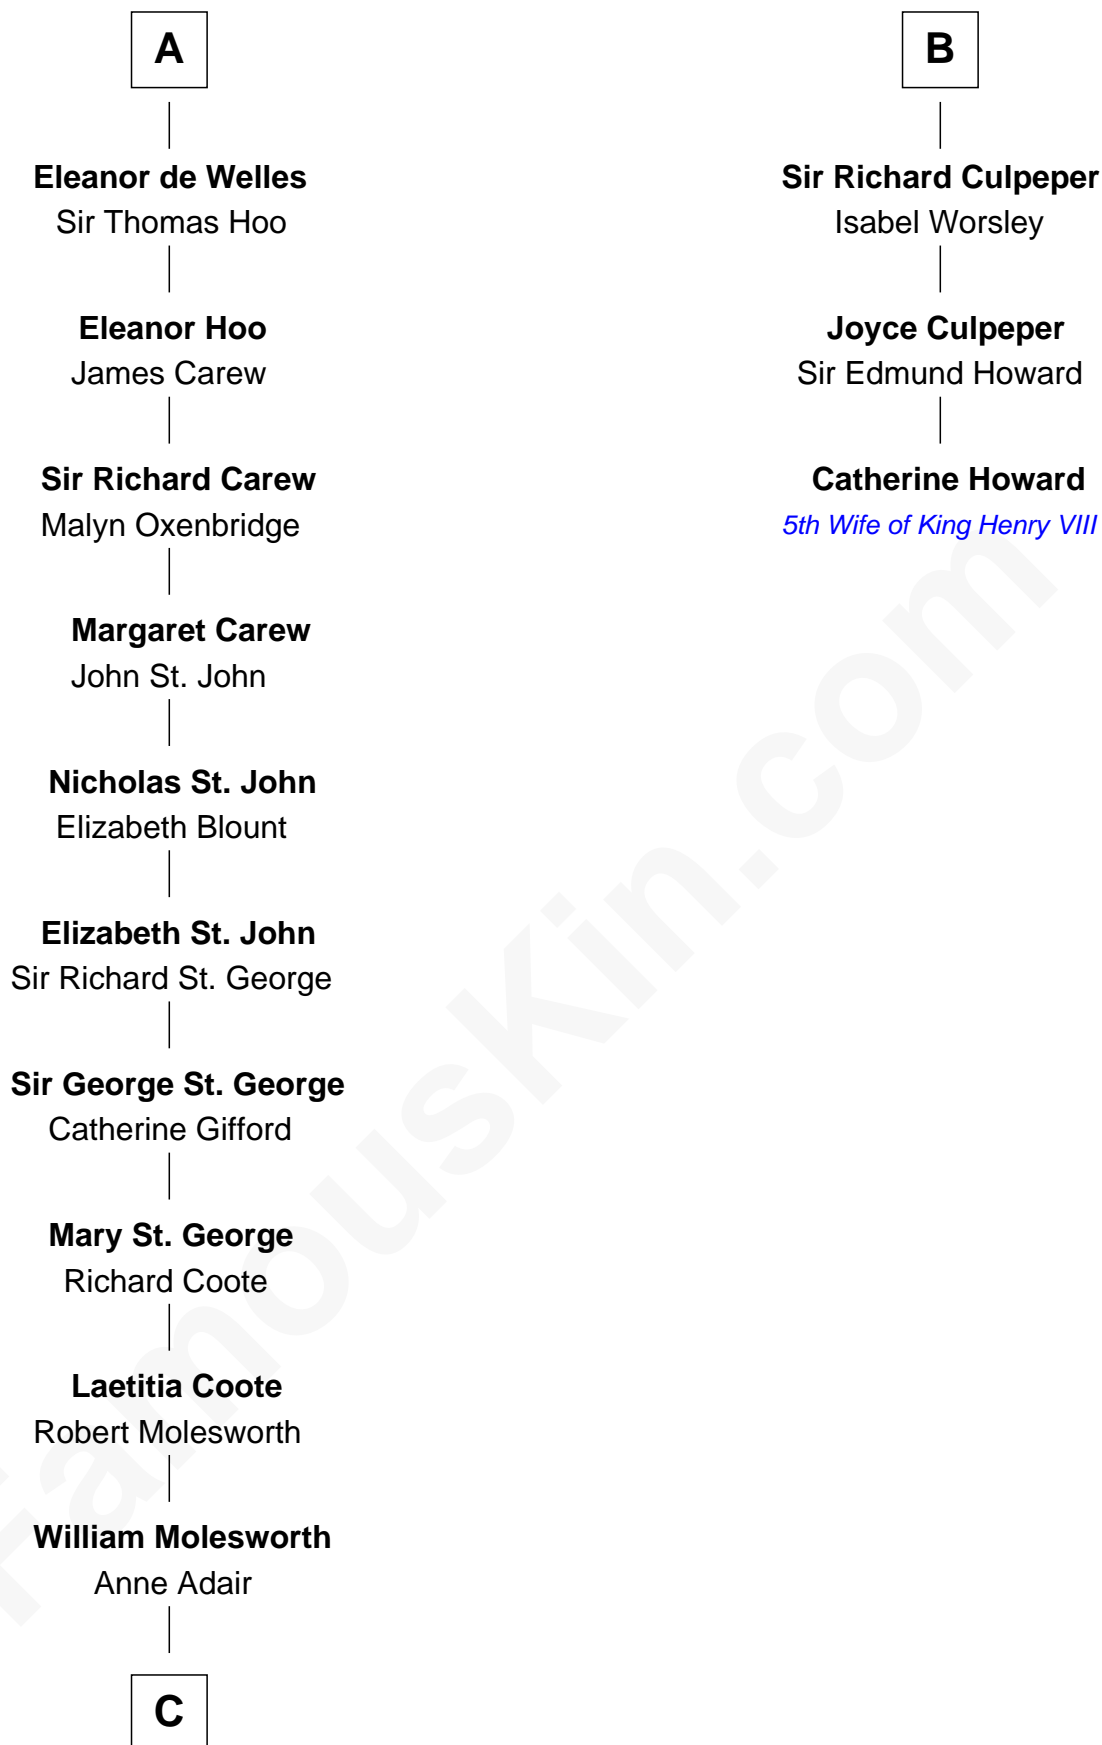 A
Eleanor de Welles
Sir Thomas Hoo
Eleanor Hoo
James Carew
Sir Richard Carew
Malyn Oxenbridge
Margaret Carew
John St. John
Nicholas St. John
Elizabeth Blount
Elizabeth St. John
Sir Richard St. George
Sir George St. George
Catherine Gifford
Mary St. George
Richard Coote
Laetitia Coote
Robert Molesworth
William Molesworth
Anne Adair
C
B
Sir Richard Culpeper
Isabel Worsley
Joyce Culpeper
Sir Edmund Howard
Catherine Howard
5th Wife of King Henry VIII
FamousKin.com